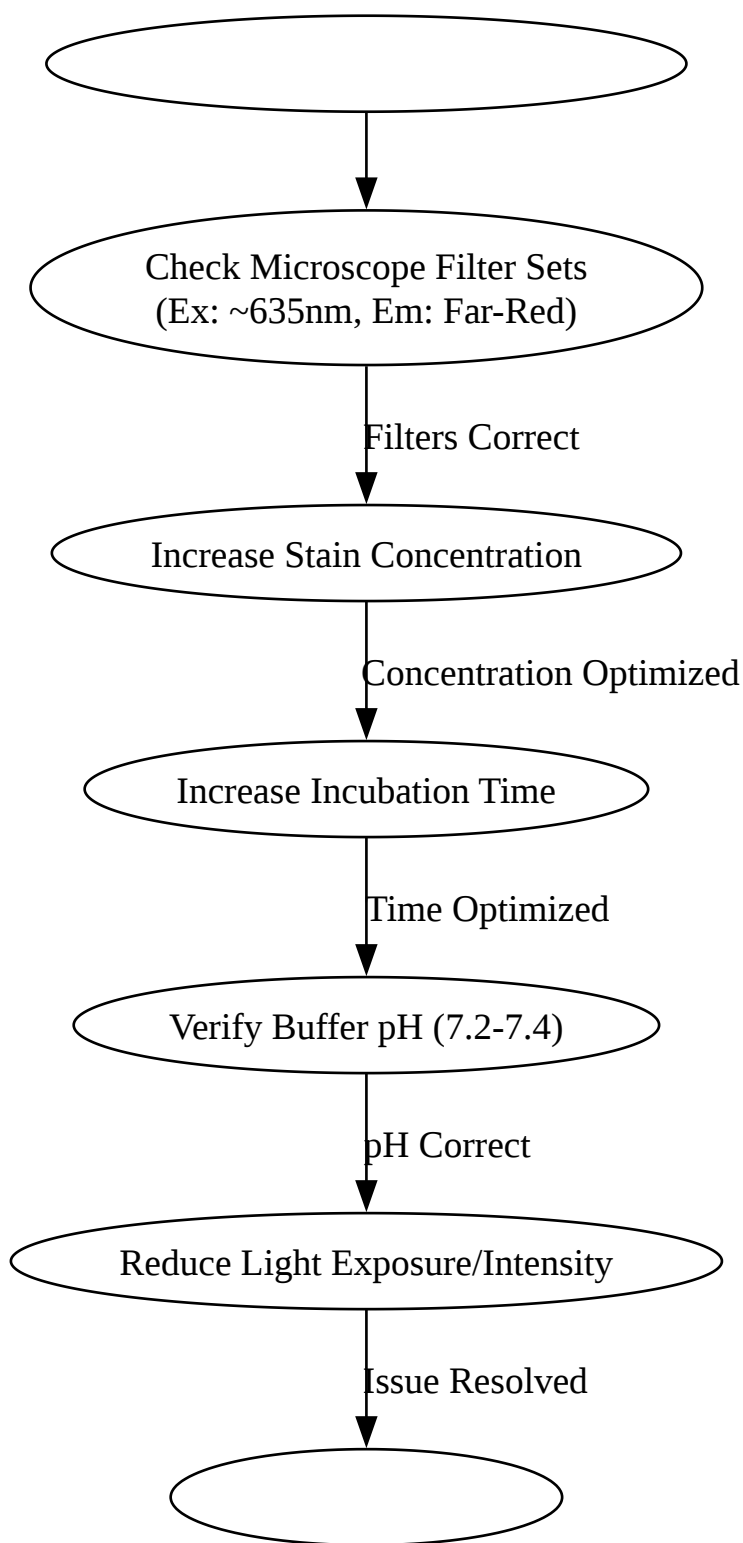 Check Microscope Filter Sets
(Ex: ~635nm, Em: Far-Red)
Filters Correct
Increase Stain Concentration
Concentration Optimized
Increase Incubation Time
Time Optimized
Verify Buffer pH (7.2-7.4)
pH Correct
Reduce Light Exposure/Intensity
Issue Resolved